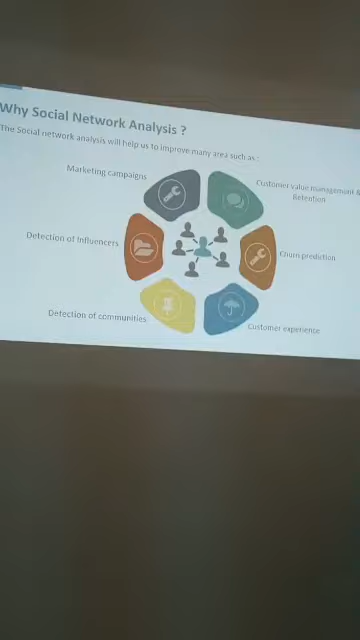 Why Social Network Analysis ?
The Social network analysis will help us to improve many area such as :
Marketing campaigns
Customer value management &
Retention
Detection of Influencers
Churn prediction
Detection of communities
Customer experience